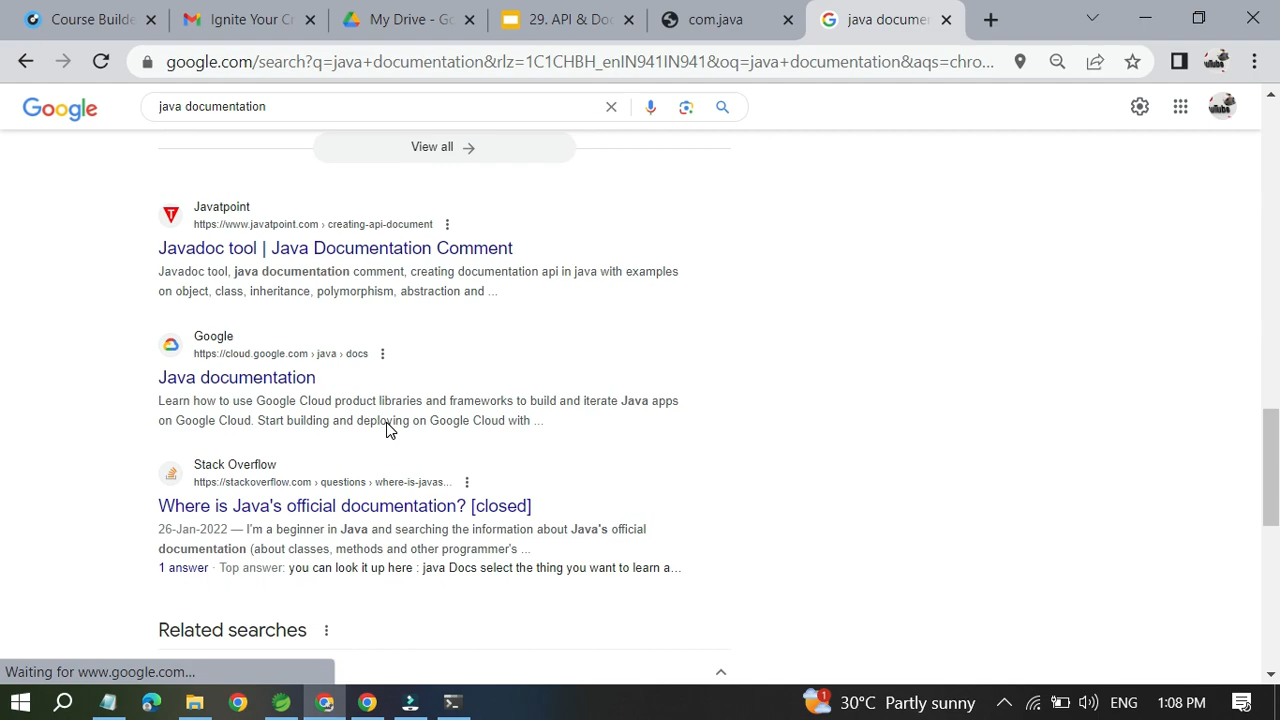 Course Build
Ignite Your Cr
My Drive - G
29. API & Doc
com.java
java docume
google.com/search?q=java+documentation&rlz=1C1CHBH_enIN941IN941&oq=java+documentation&aqs=chro...
Google
java documentation
View all
Javatpoint
https://www.javatpoint.com › creating-api-document
Javadoc tool | Java Documentation Comment
Javadoc tool, java documentation comment, creating documentation api in java with examples
on object, class, inheritance, polymorphism, abstraction and ...
Google
https://cloud.google.com › java › docs
Java documentation
Learn how to use Google Cloud product libraries and frameworks to build and iterate Java apps
on Google Cloud. Start building and deploying on Google Cloud with ...
Stack Overflow
https://stackoverflow.com › questions › where-is-javas...
Where is Java's official documentation? [closed]
26-Jan-2022 — I'm a beginner in Java and searching the information about Java's official
documentation (about classes, methods and other programmer's ...
1 answer · Top answer: you can look it up here : java Docs select the thing you want to learn a...
Related searches
Waiting for www.google.com...
1
30°C Partly sunny
ENG
1:08 PM